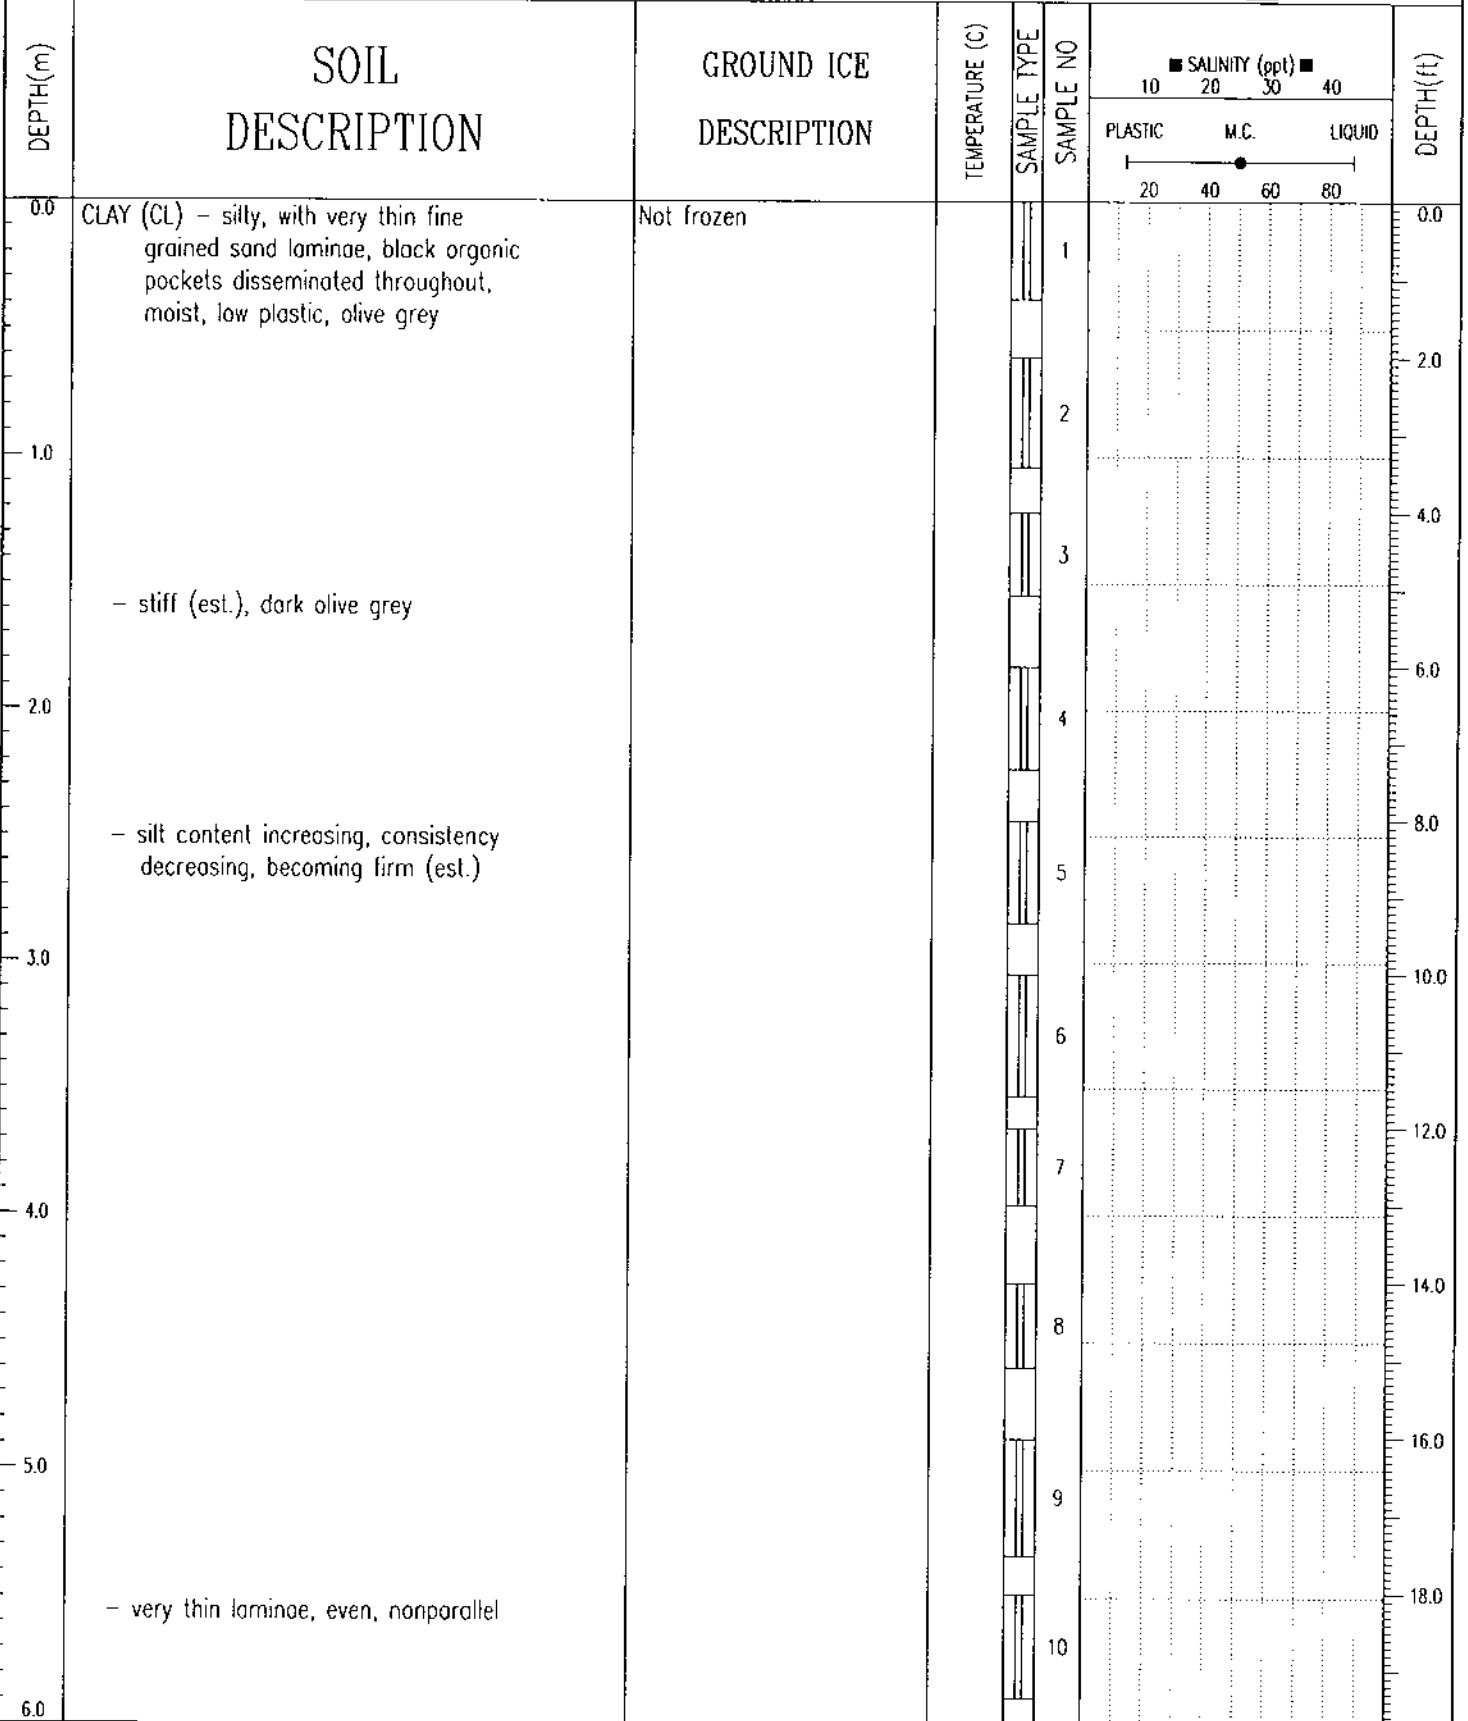 DEPTH(m)
SOIL
DESCRIPTION
GROUND ICE
DESCRIPTION
TEMPERATURE (C)
SAMPLE TYPE
SAMPLE NO
■ SALINITY (ppt) ■
10 20 30 40
PLASTIC M.C. LIQUID
20 40 60 80
DEPTH(ft)
0.0
CLAY (CL) – silty, with very thin fine
grained sand laminae, black organic
pockets disseminated throughout,
moist, low plastic, olive grey
Not frozen
1
0.0
2.0
2
1.0
4.0
3
– stiff (est.), dark olive grey
6.0
2.0
4
8.0
– silt content increasing, consistency
decreasing, becoming firm (est.)
5
3.0
10.0
6
12.0
7
4.0
14.0
8
16.0
5.0
9
18.0
– very thin laminae, even, nonparallel
10
6.0